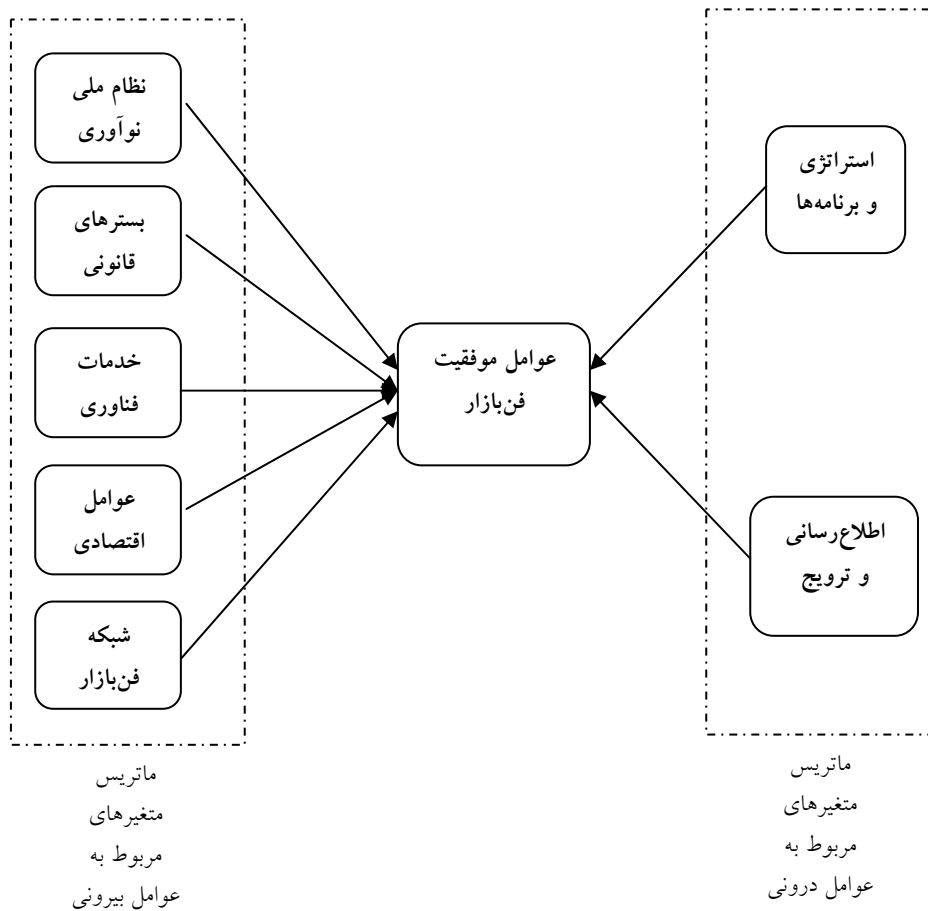 استراتژی
و برنامه‌ها
اطلاع‌رسانی
و ترویج
ماتریس
متغیرهای
مربوط به
عوامل درونی
عوامل موفقیت
فن‌بازار
نظام ملی
نوآوری
بسترهای
قانونی
خدمات
فناوری
عوامل
اقتصادی
شبکه
فن‌بازار
ماتریس
متغیرهای
مربوط به
عوامل بیرونی